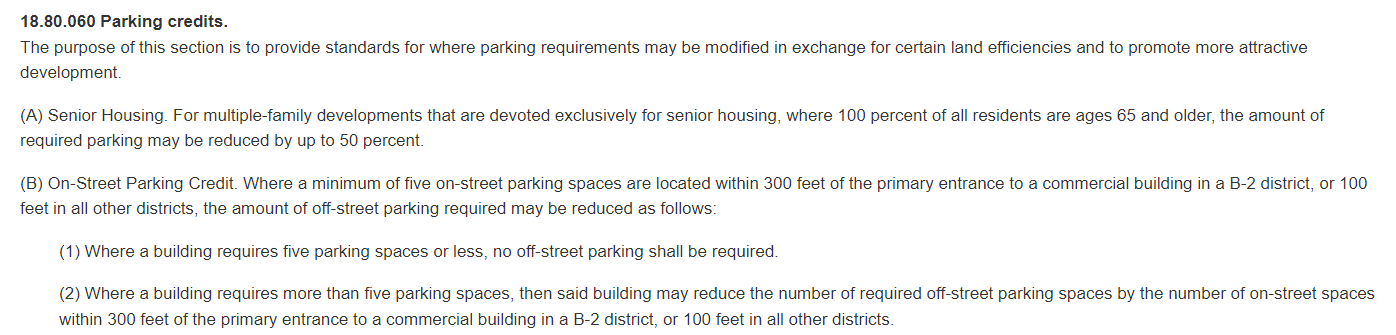 18.80.060 Parking credits.
The purpose of this section is to provide standards for where parking requirements may be modified in exchange for certain land efficiencies and to promote more attractive
development.
(A) Senior Housing. For multiple-family developments that are devoted exclusively for senior housing, where 100 percent of all residents are ages 65 and older, the amount of
required parking may be reduced by up to 50 percent.
(B) On-Street Parking Credit. Where a minimum of five on-street parking spaces are located within 300 feet of the primary entrance to a commercial building in a B-2 district, or 100
feet in all other districts, the amount of off-street parking required may be reduced as follows:
(1) Where a building requires five parking spaces or less, no off-street parking shall be required.
(2) Where a building requires more than five parking spaces, then said building may reduce the number of required off-street parking spaces by the number of on-street spaces
within 300 feet of the primary entrance to a commercial building in a B-2 district, or 100 feet in all other districts.